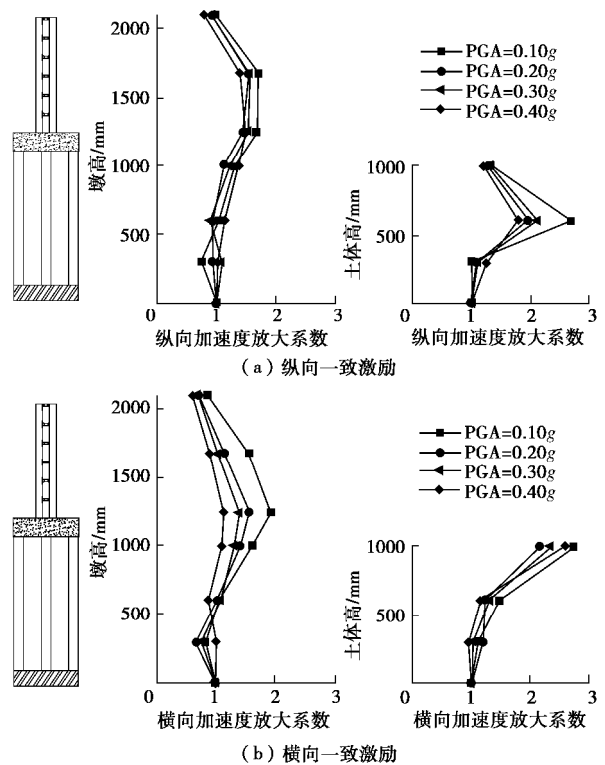 2000
1500
1000
500
0
1
2
3
墩高/mm
纵向加速度放大系数
PGA=0.10g
PGA=0.20g
PGA=0.30g
PGA=0.40g
1000
500
0
1
2
3
土体高/mm
纵向加速度放大系数
(a)纵向一致激励
2000
1500
1000
500
0
1
2
3
墩高/mm
横向加速度放大系数
PGA=0.10g
PGA=0.20g
PGA=0.30g
PGA=0.40g
1000
500
0
1
2
3
土体高/mm
横向加速度放大系数
(b)横向一致激励